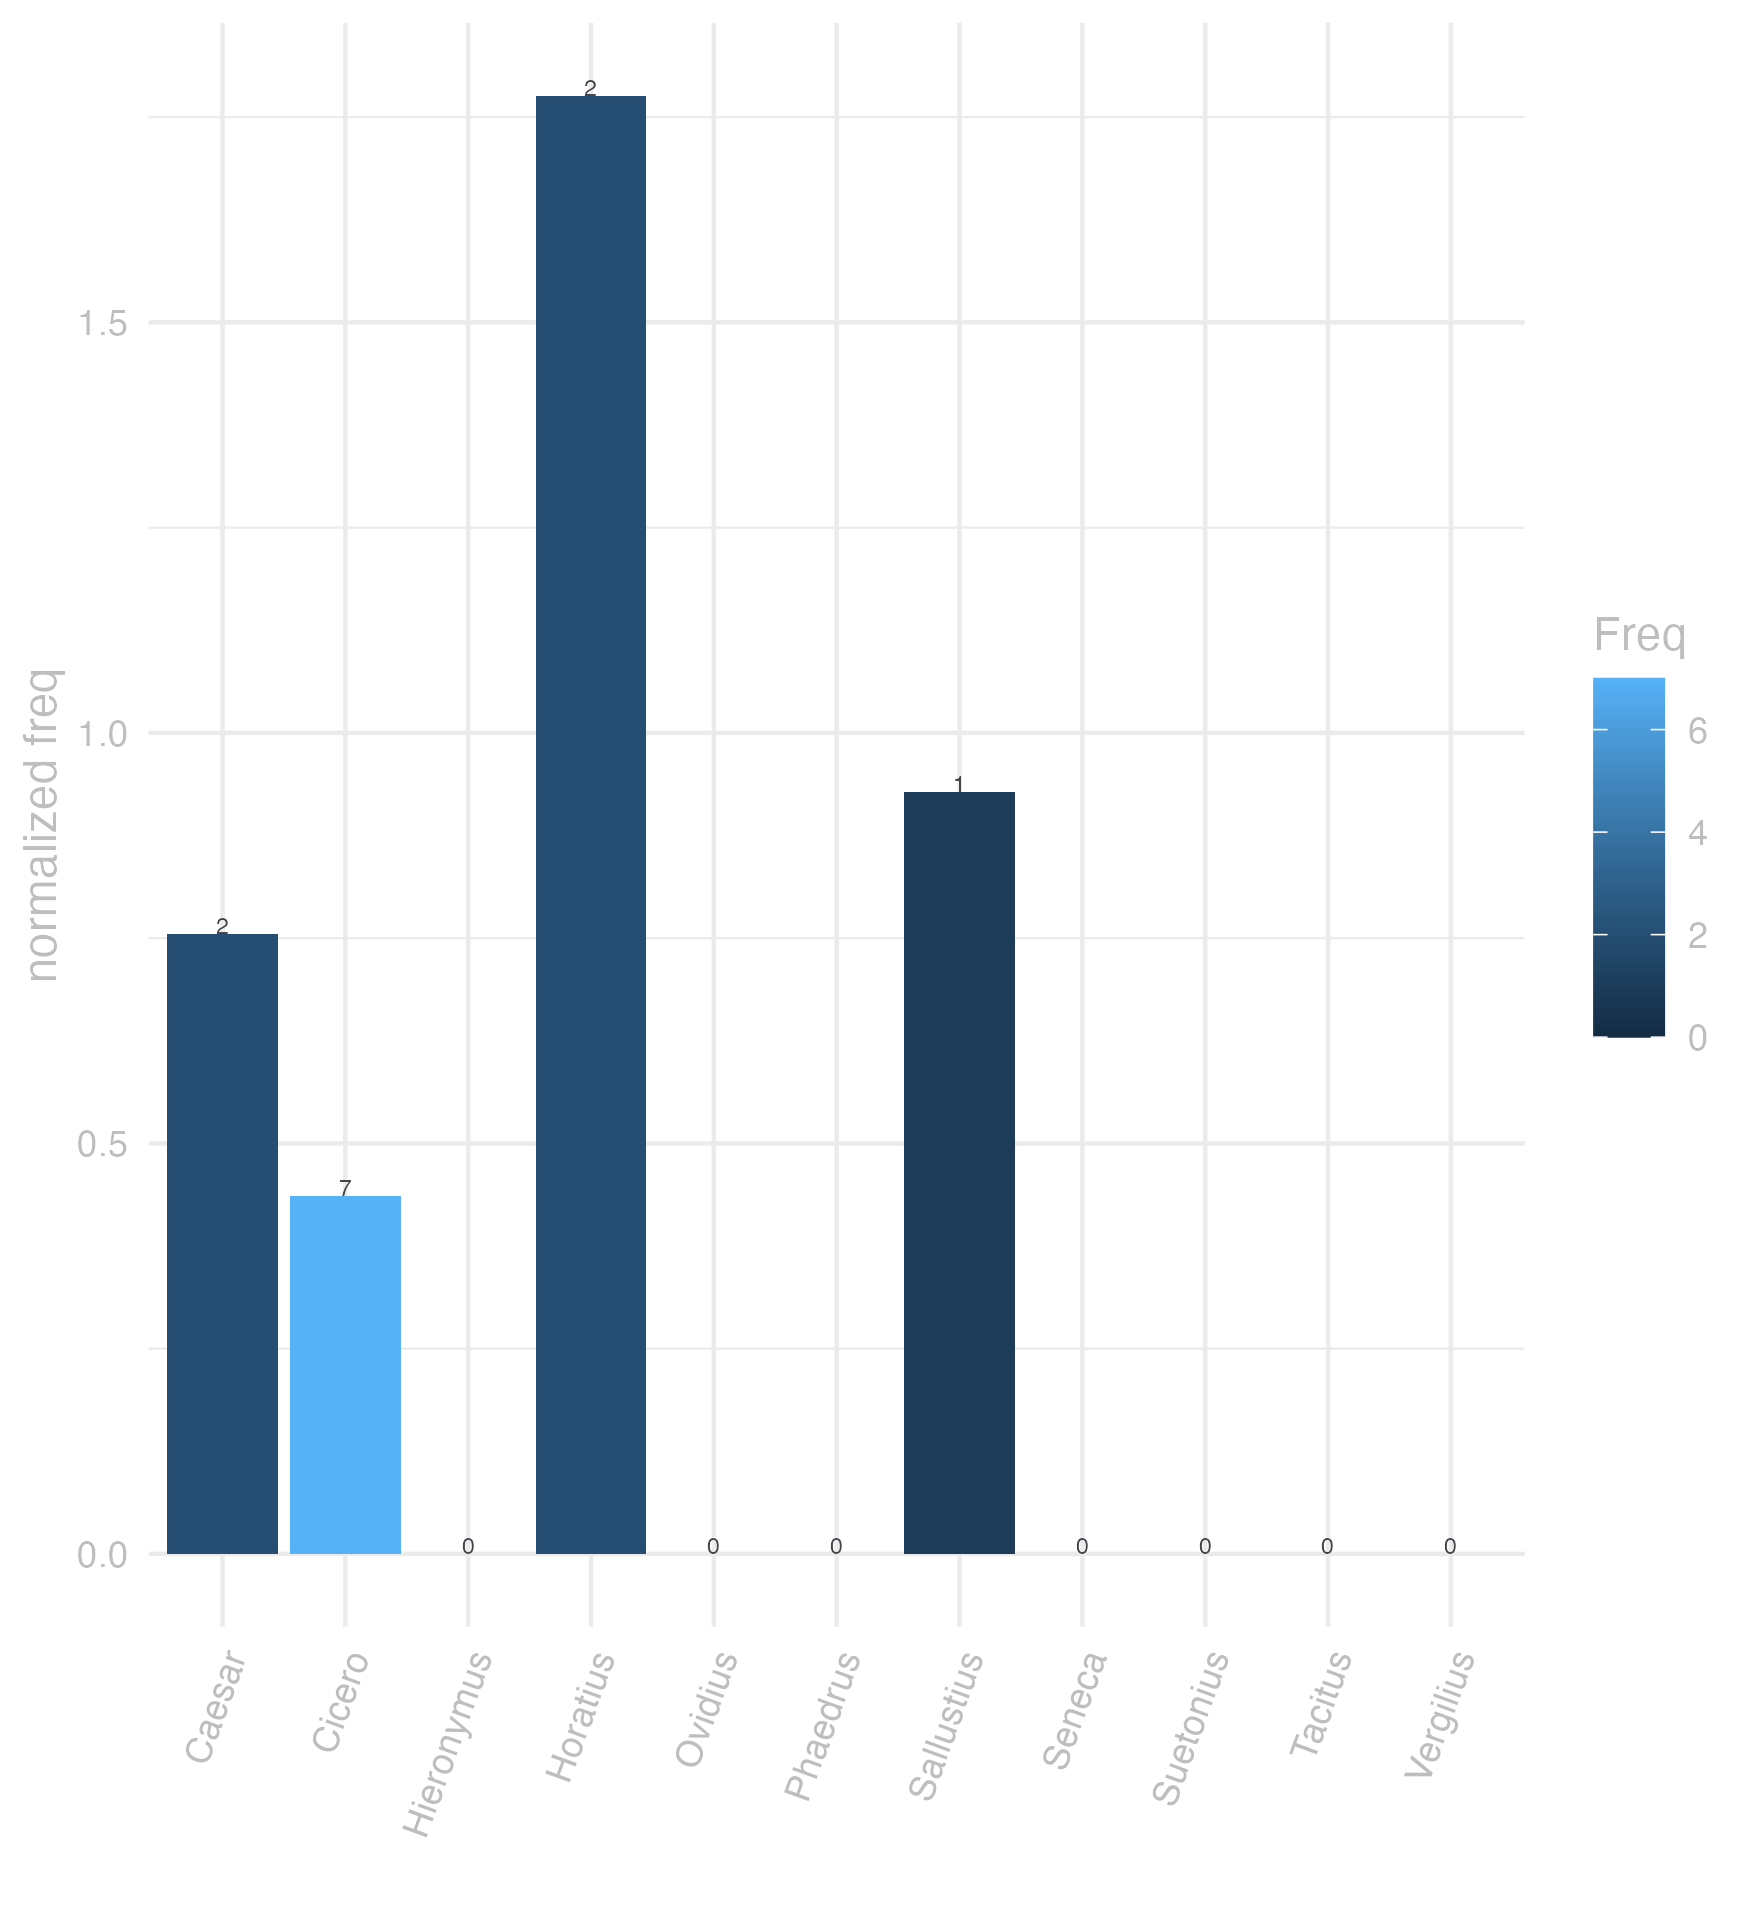 2
1.5
1.0
1
2
0.5
7
0.0
0 0 0 0 0 0 0
normalized freq
Caesar
Cicero
Hieronymus
Horatius
Ovidius
Phaedrus
Sallustius
Seneca
Suetonius
Tacitus
Vergilius
Freq
6
4
2
0